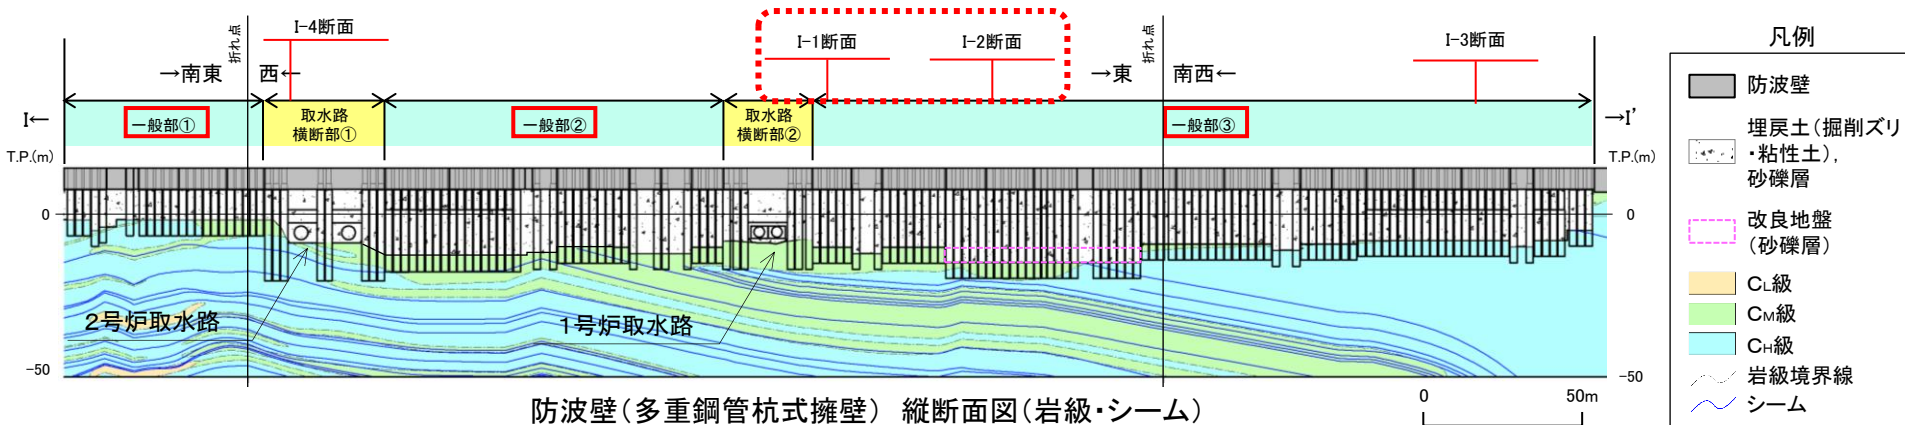 I-4断面
I-1断面
I-2断面
I-3断面
折れ点
折れ点
→南東
西←
→東
南西←
I←
一般部①
取水路
横断部①
一般部②
取水路
横断部②
一般部③
→I'
T.P.(m)
T.P.(m)
0
0
2号炉取水路
1号炉取水路
-50
-50
防波壁(多重鋼管杭式擁壁) 縦断面図(岩級・シーム)
0
50m
凡例
防波壁
埋戻土(掘削ズリ
・粘性土),
砂礫層
改良地盤
(砂礫層)
CL級
CM級
CH級
岩級境界線
シーム